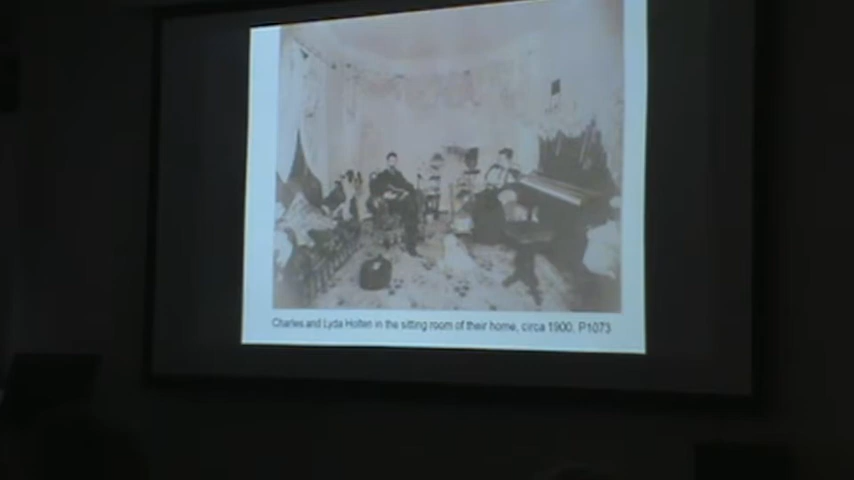 Charles and Lyda Holten in the sitting room of their home, circa 1900. P1073